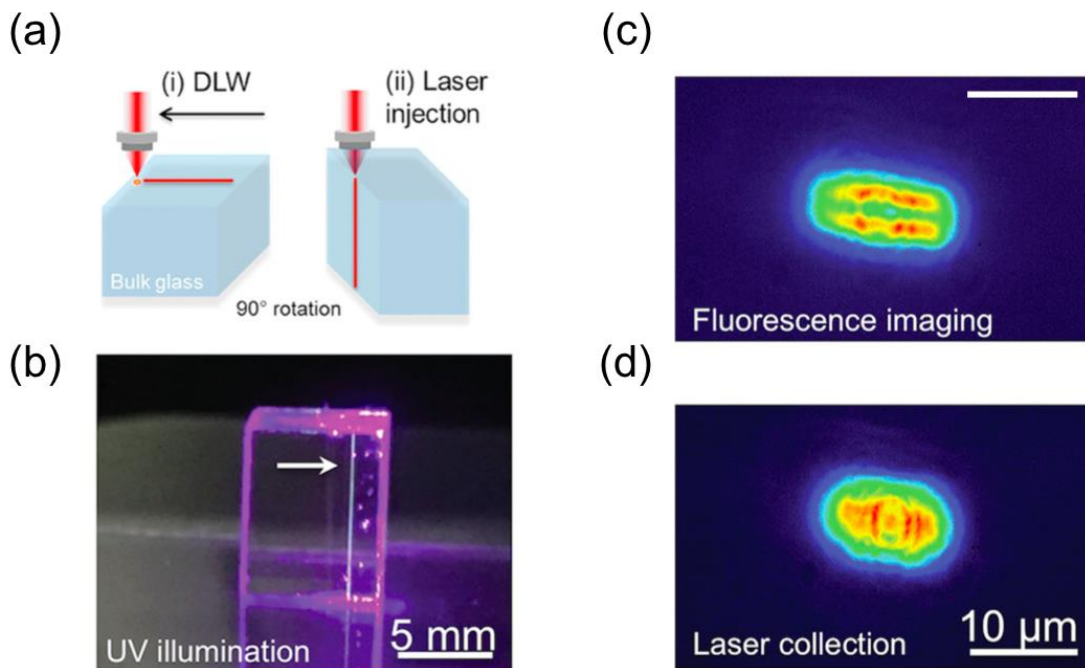 (a)
(i) DLW
(ii) Laser
injection
Bulk glass
90° rotation
(b)
UV illumination
5 mm
(c)
Fluorescence imaging
(d)
Laser collection
10 μm